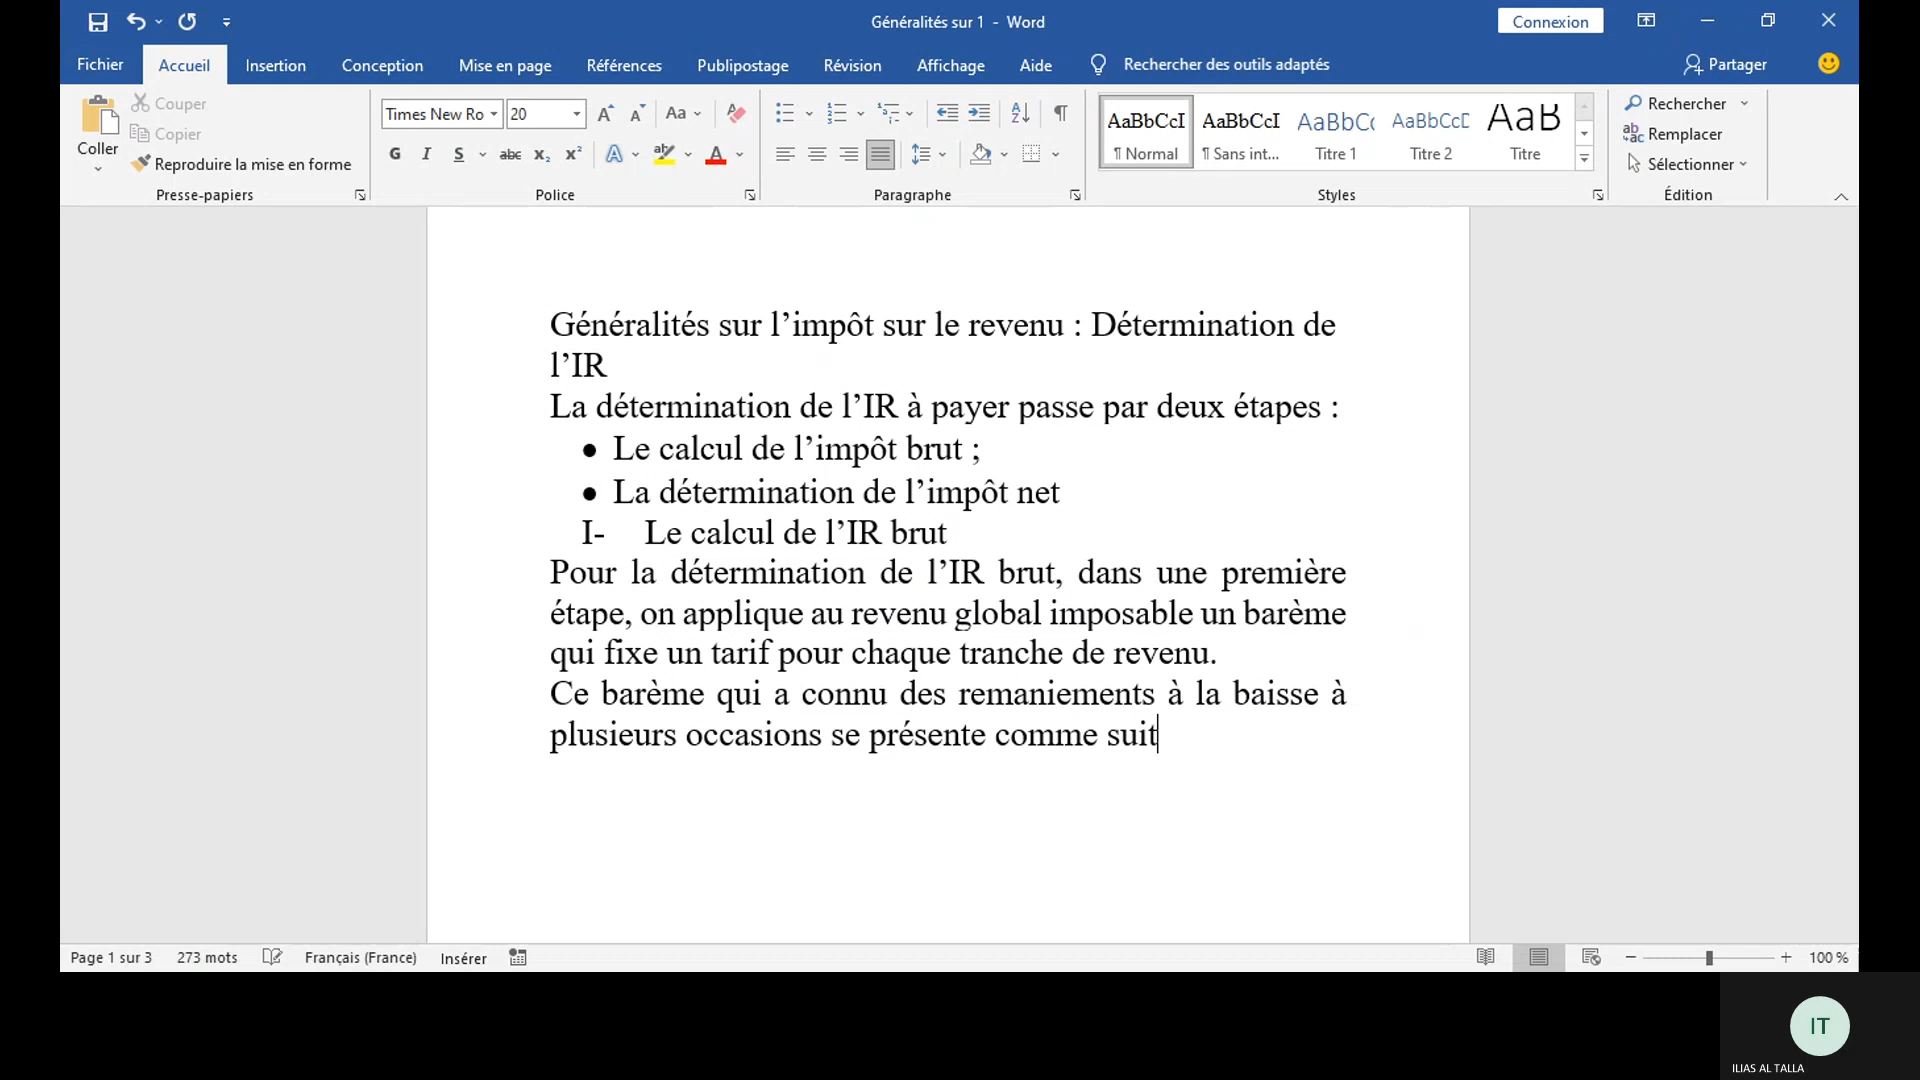 Généralités sur 1 - Word
Connexion
Fichier
Accueil
Insertion
Conception
Mise en page
Références
Publipostage
Révision
Affichage
Aide
Rechercher des outils adaptés
Partager
Coller
Couper
Copier
Reproduire la mise en forme
Presse-papiers
Times New Ro
20
Aa
G I S abc x₂ x²
A
A
Police
Paragraphe
AaBbCcI
¶ Normal
AaBbCcI
¶ Sans int...
AaBbCc
Titre 1
AaBbCcD
Titre 2
AaB
Titre
Styles
Rechercher
Remplacer
Sélectionner
Édition
Généralités sur l’impôt sur le revenu : Détermination de
l’IR
La détermination de l’IR à payer passe par deux étapes :
• Le calcul de l’impôt brut ;
• La détermination de l’impôt net
I- Le calcul de l’IR brut
Pour la détermination de l’IR brut, dans une première
étape, on applique au revenu global imposable un barème
qui fixe un tarif pour chaque tranche de revenu.
Ce barème qui a connu des remaniements à la baisse à
plusieurs occasions se présente comme suit
Page 1 sur 3
273 mots
Français (France)
Insérer
100 %
IT
ILIAS AL TALLA